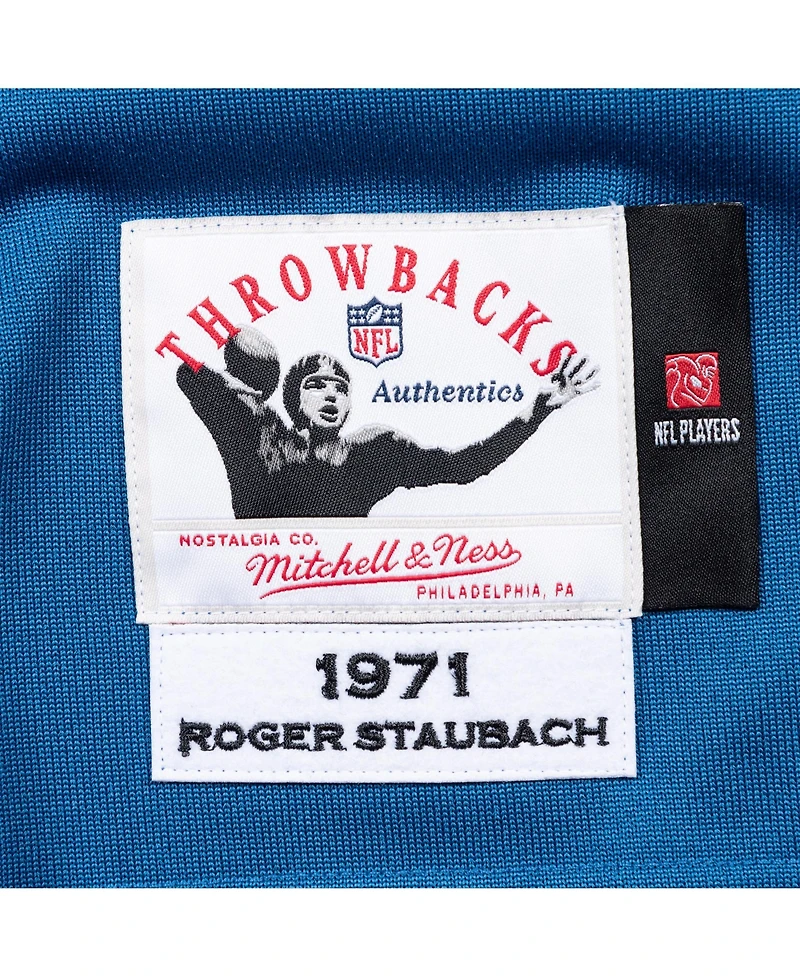 THROWBACKS
NFL
Authentics
NFL PLAYERS
NOSTALGIA CO.
Mitchell & Ness
PHILADELPHIA, PA
1971
ROGER STAUBACH